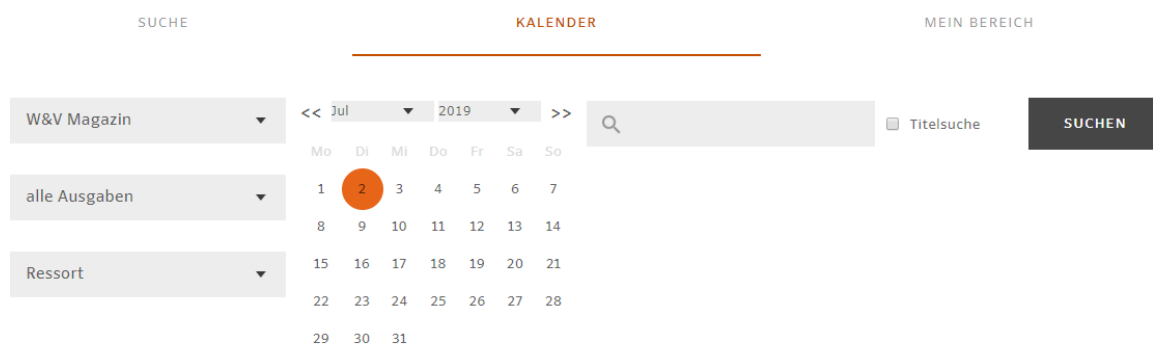 SUCHE KALENDER MEIN BEREICH
W&V Magazin << Jul 2019 >> Titelsuche SUCHEN
Mo Di Mi Do Fr Sa So
alle Ausgaben 1 2 3 4 5 6 7
8 9 10 11 12 13 14
Ressort 15 16 17 18 19 20 21
22 23 24 25 26 27 28
29 30 31